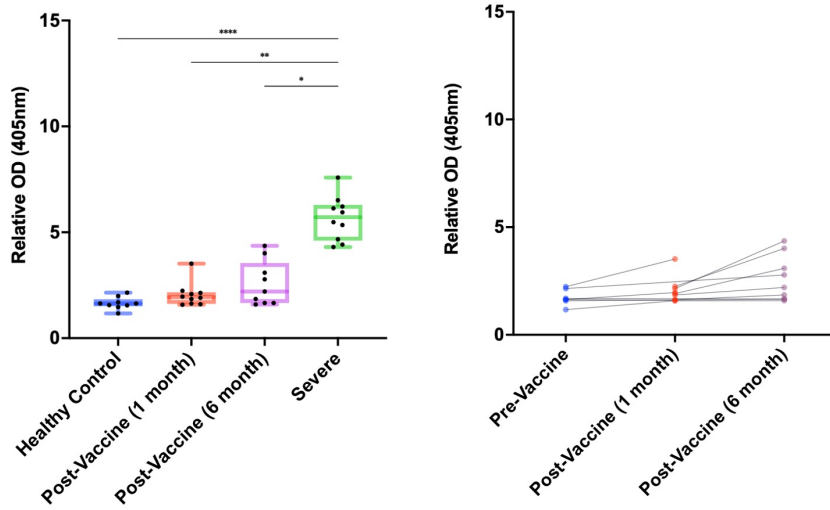 15
10
5
0
Relative OD (405nm)
****
**
*
Healthy Control
Post-Vaccine (1 month)
Post-Vaccine (6 month)
Severe
15
10
5
0
Relative OD (405nm)
Pre-Vaccine
Post-Vaccine (1 month)
Post-Vaccine (6 month)